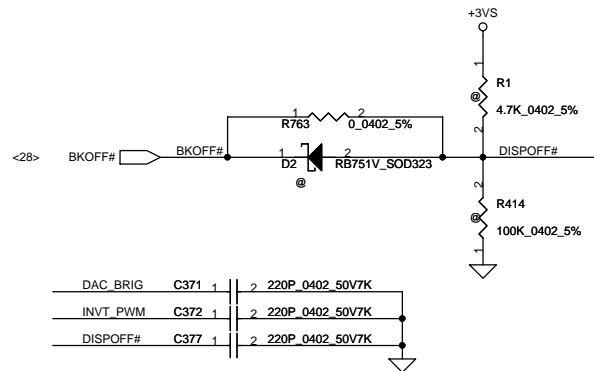 +3VS
1
R1
@
4.7K_0402_5%
2
1 2
R763 0_0402_5%
<28> BKOFF# BKOFF# 1 2 DISPOFF#
D2 RB751V_SOD323
@
2
R414
@
100K_0402_5%
1
DAC_BRIG C371 1 2 220P_0402_50V7K
INVT_PWM C372 1 2 220P_0402_50V7K
DISPOFF# C377 1 2 220P_0402_50V7K